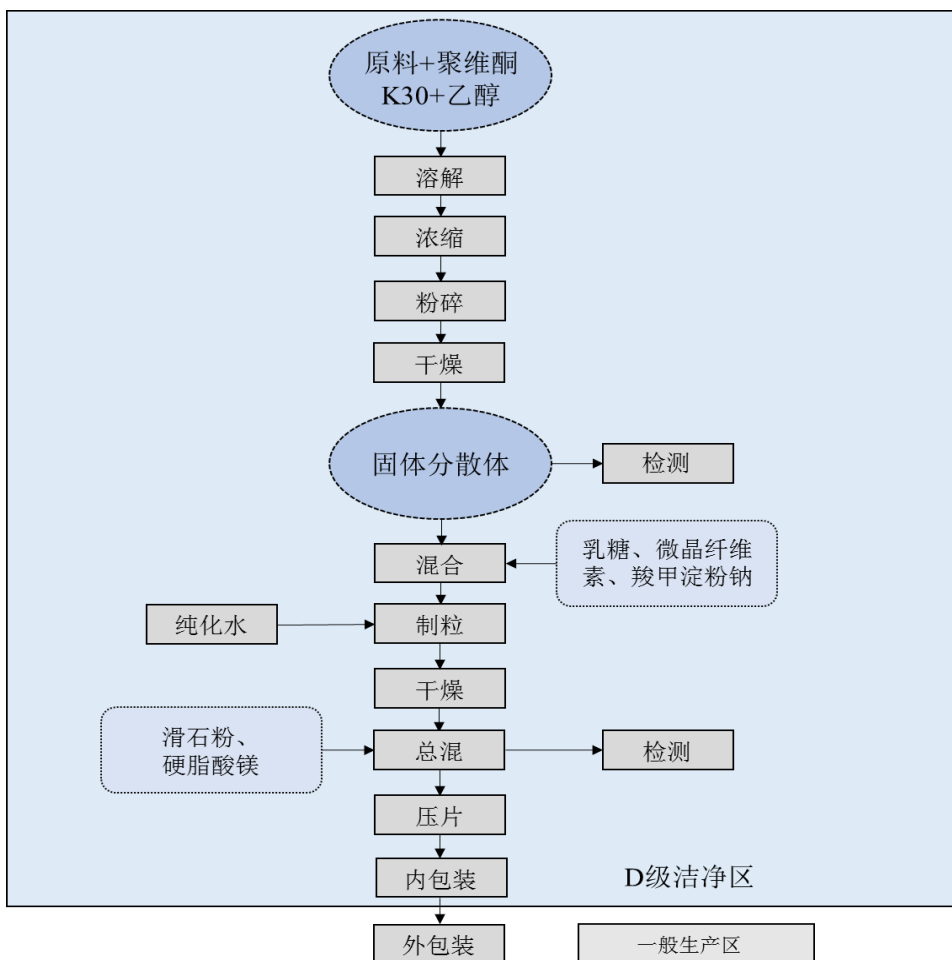 原料+聚维酮
K30+乙醇
溶解
浓缩
粉碎
干燥
固体分散体
检测
混合
乳糖、微晶纤维
素、羧甲淀粉钠
纯化水
制粒
干燥
滑石粉、
硬脂酸镁
总混
检测
压片
内包装
D级洁净区
外包装
一般生产区